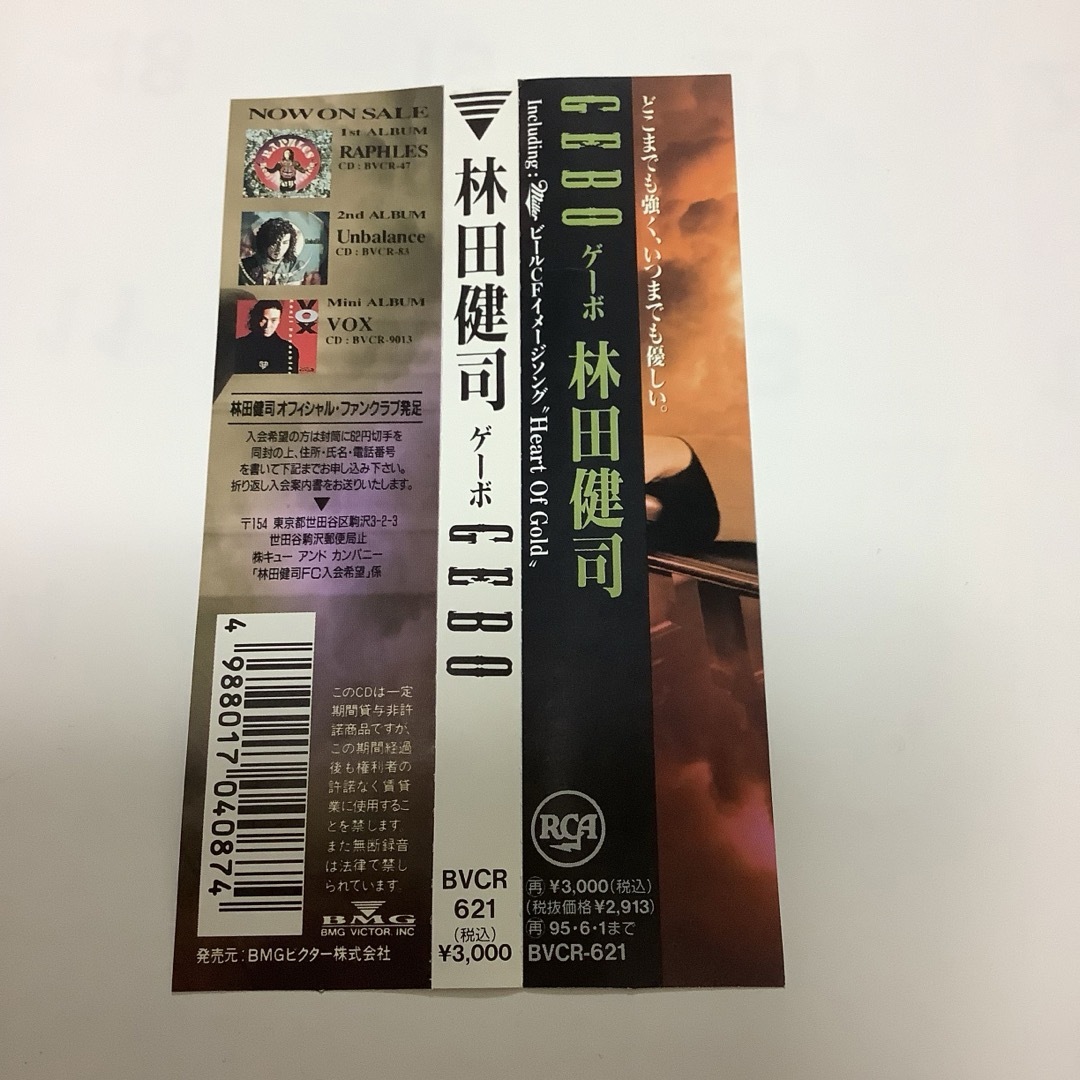 NOW ON SALE
1st ALBUM
RAPHLES
CD : BVCR-47
2nd ALBUM
Unbalance
CD : BVCR-83
Mini ALBUM
VOX
CD : BVCR-9013
林田健司オフィシャル・ファンクラブ発足
入会希望の方は封筒に62円切手を
同封の上、住所・氏名・電話番号
を書いて下記までお申し込み下さい。
折り返し入会案内書をお送りいたします。
〒154 東京都世田谷区駒沢3-2-3
世田谷駒沢郵便局止
㈱キュー アンド カンパニー
「林田健司FC入会希望」係
4988017040874
このCDは一定
期間貸与非許
諾商品ですが、
この期間経過
後も権利者の
許諾なく賃貸
業に使用するこ
とを禁します
また無断録音
は法律で禁し
られています.
BMG
BMG VICTOR, INC
発売元:BMGビクター株式会社
林田健司
ゲーボ
GEBO
BVCR
621
(税込)
¥3,000
GEBO
ゲーボ
林田健司
Including: Miller ビールCFイメージソング"Heart Of Gold"
RCA
再 ¥3,000(税込)
(税抜価格¥2,913)
再 95・6・1まで
BVCR-621
どこまでも強く、いつまでも優しい。